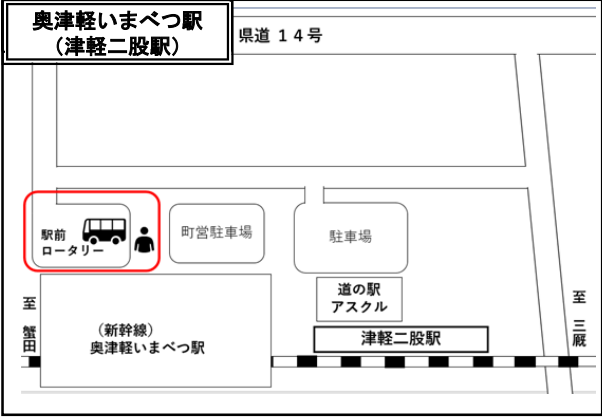 奥津軽いまべつ駅
（津軽二股駅）
県道 14号
駅前
ロータリー
町営駐車場
駐車場
道の駅
アスクル
津軽二股駅
（新幹線）
奥津軽いまべつ駅
至 蟹田
至 三厩